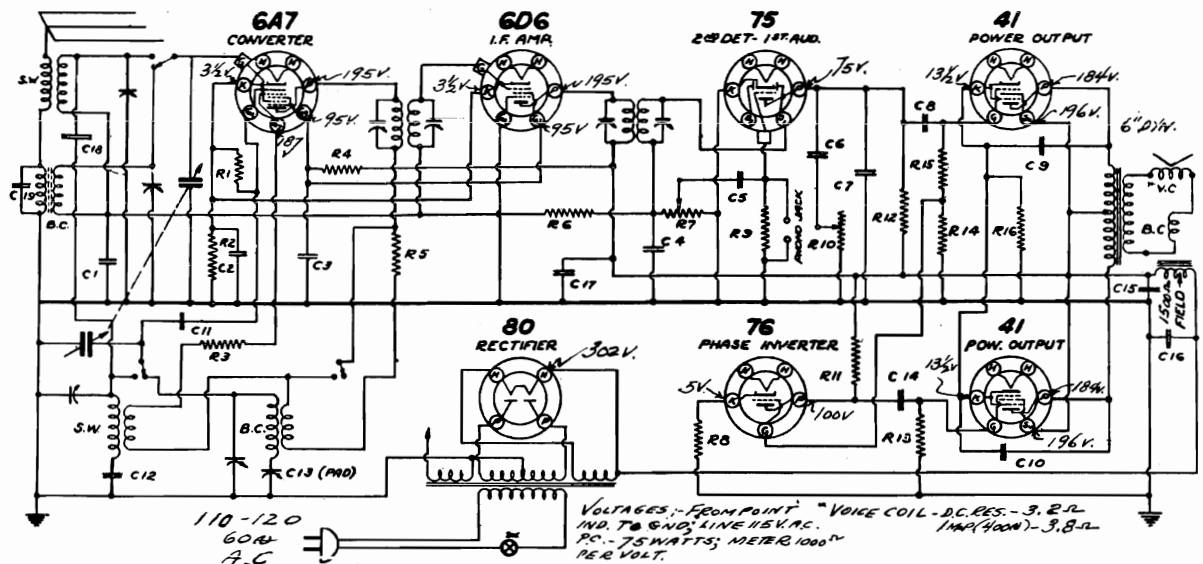 6A7
CONVERTER
6D6
I.F. AMP.
75
2ND DET- 1ST. AUD.
41
POWER OUTPUT
S.W.
3½V
195V.
95V.
187V
3½V
195V.
95V
75V.
13½V
184V.
196V.
6" DYN.
C18
C19
B.C.
C1
R1
R2
C2
R4
C3
R5
R6
C17
C4
R7
C5
R9
PHONO JACK
C6
R10
C7
R12
C8
R15
R14
R16
C9
V.C
B.C
C15
1500Ω
FIELD
C16
C11
R3
80
RECTIFIER
302V.
76
PHASE INVERTER
5V
100V
R8
R11
C14
R13
41
POW. OUTPUT
13½V
184V.
196V.
C10
S.W.
C12
B.C.
C13 (PAD)
110-120
60~
A.C
VOLTAGES:- FROM POINT
IND. TO GND; LINE 115V.A.C.
P.C.-75WATTS; METER 1000Ω
PER VOLT.
"VOICE COIL-D.C.RES.-3.2Ω
IMP(400~)-3.8Ω